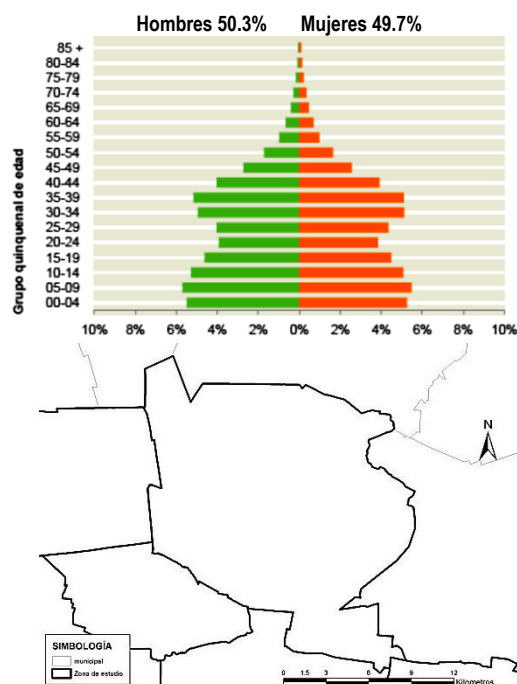 Hombres 50.3% Mujeres 49.7%
Grupo quinquenal de edad
85 +
80-84
75-79
70-74
65-69
60-64
55-59
50-54
45-49
40-44
35-39
30-34
25-29
20-24
15-19
10-14
05-09
00-04
10% 8% 6% 4% 2% 0% 2% 4% 6% 8% 10%
N
SIMBOLOGÍA
municipal
Zona de estudio
0 1.5 3 6 9 12
Kilometros